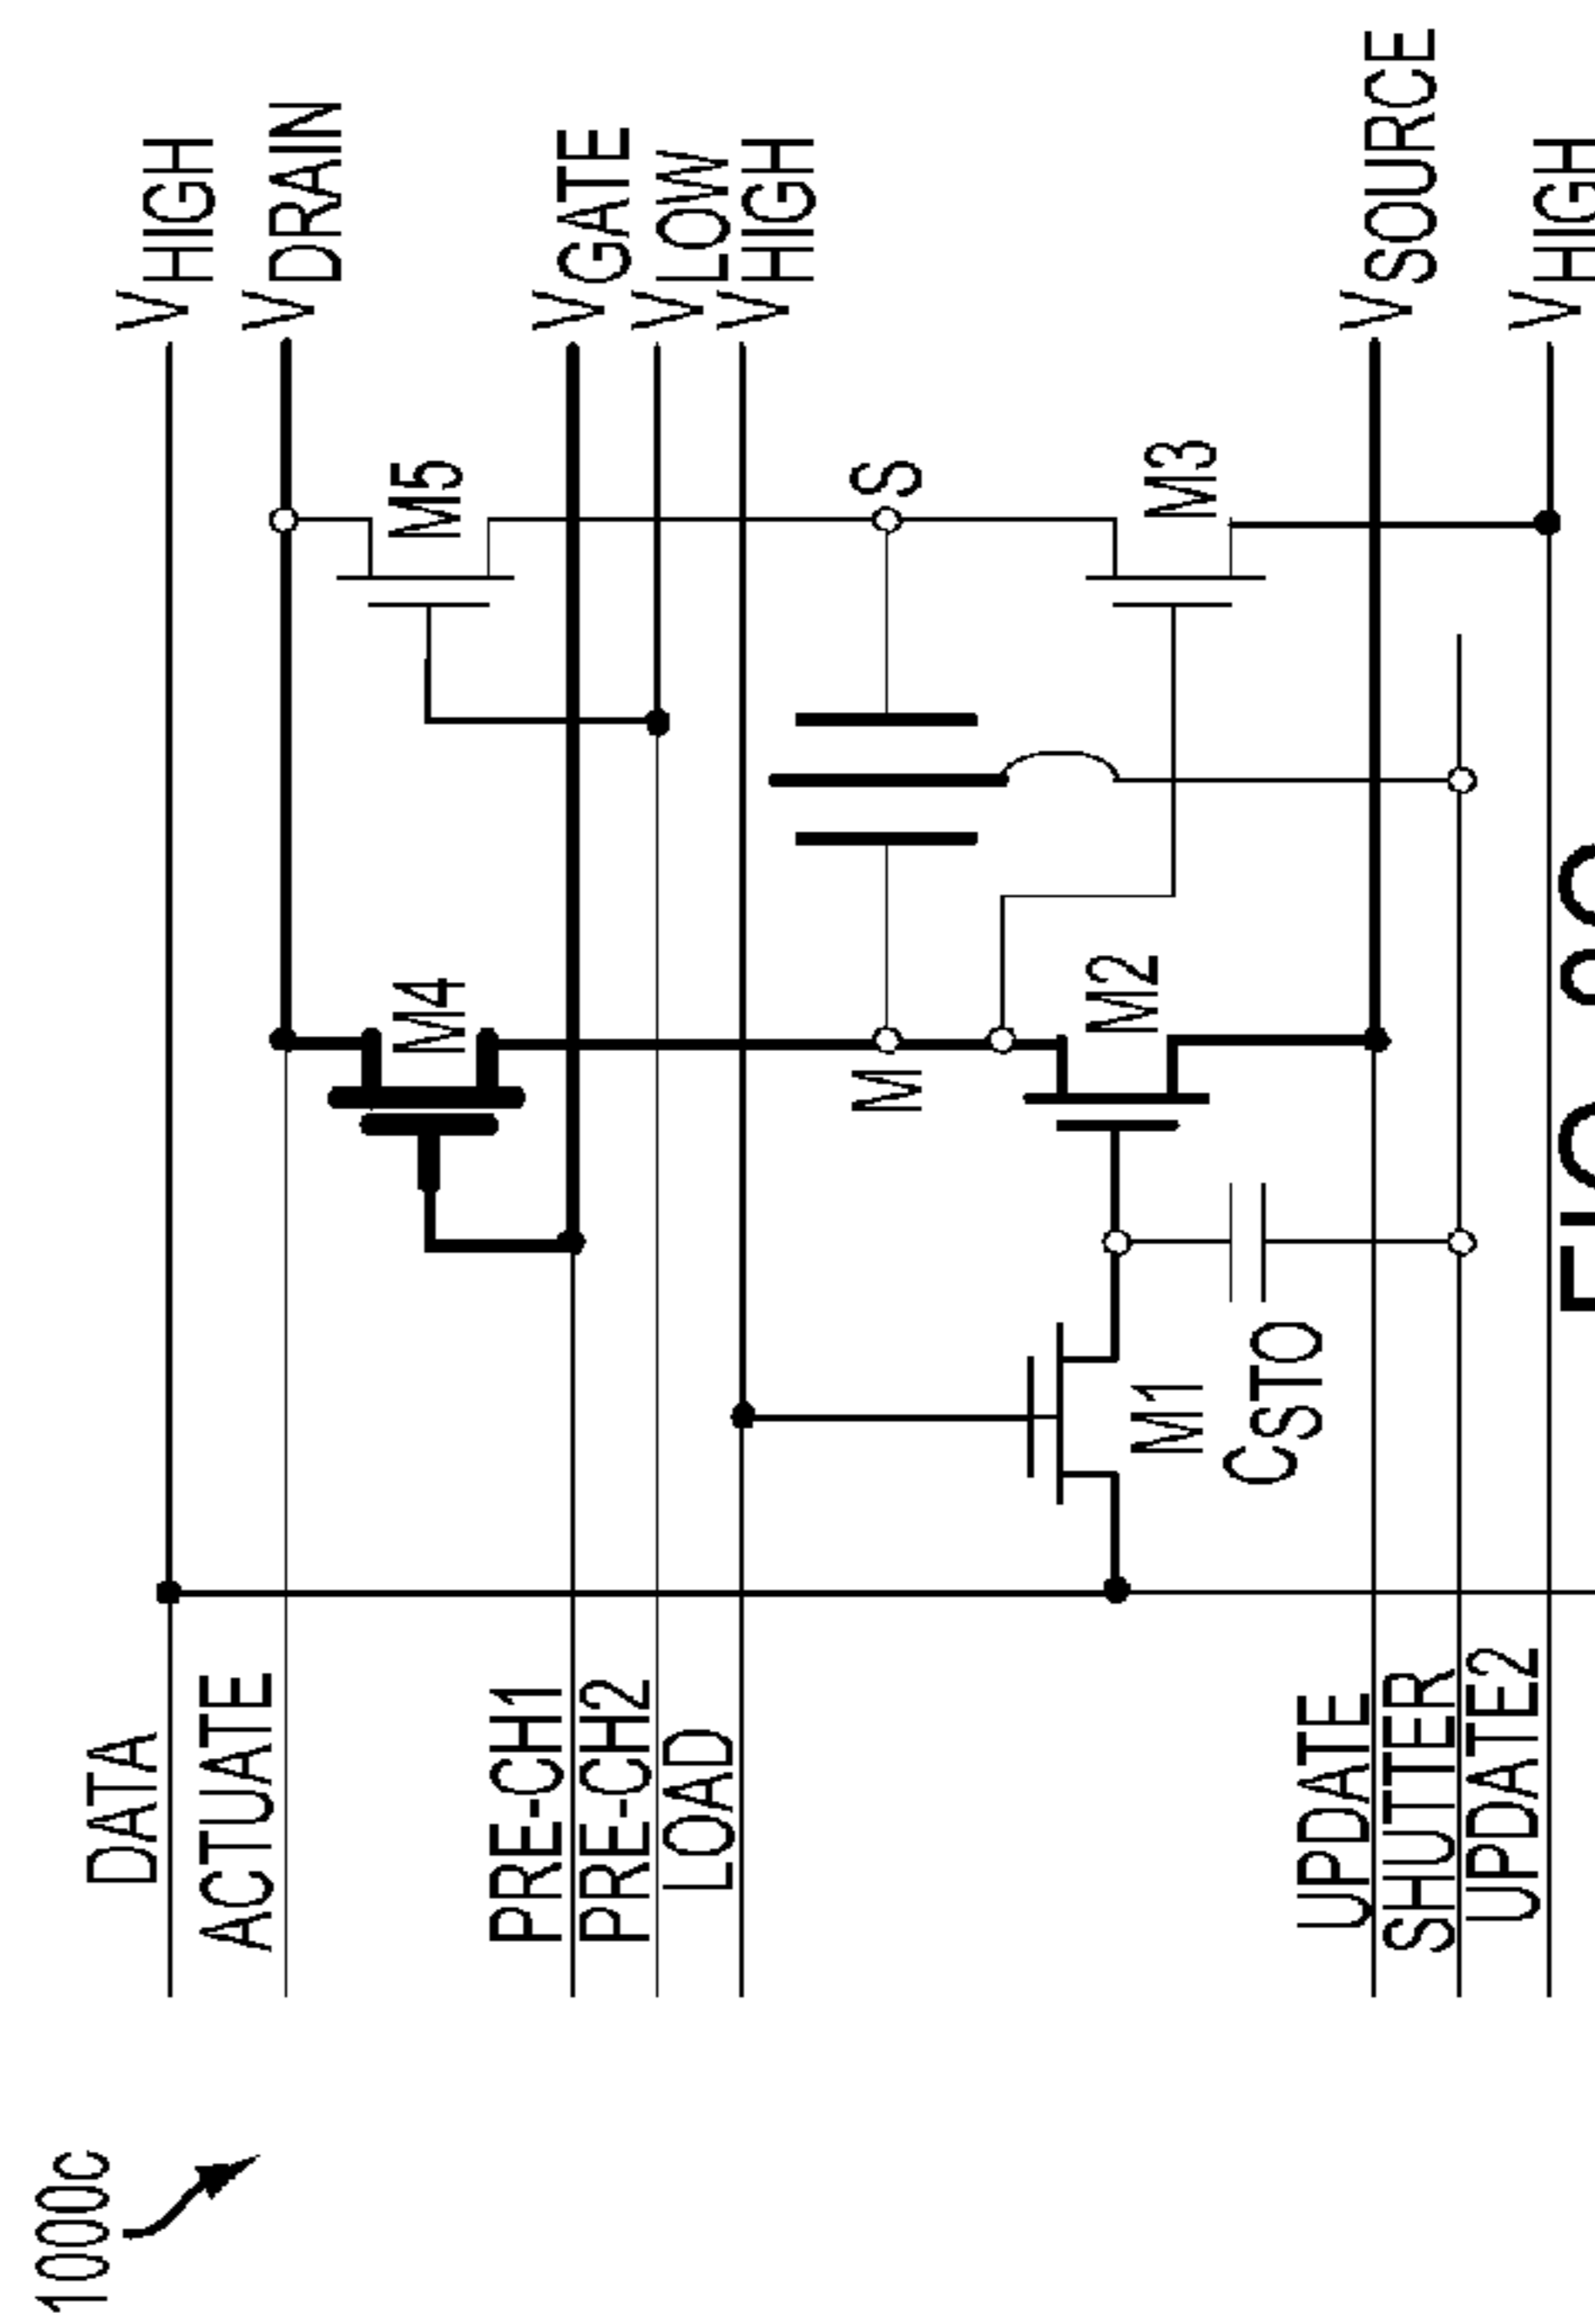 1000c
DATA
VHIGH
ACTUATE
VDRAIN
M4
M5
PRE-CH1
VGATE
PRE-CH2
VLOW
LOAD
VHIGH
M
S
M2
M1
M3
CSTO
UPDATE
VSOURCE
SHUTTER
UPDATE2
VHIGH